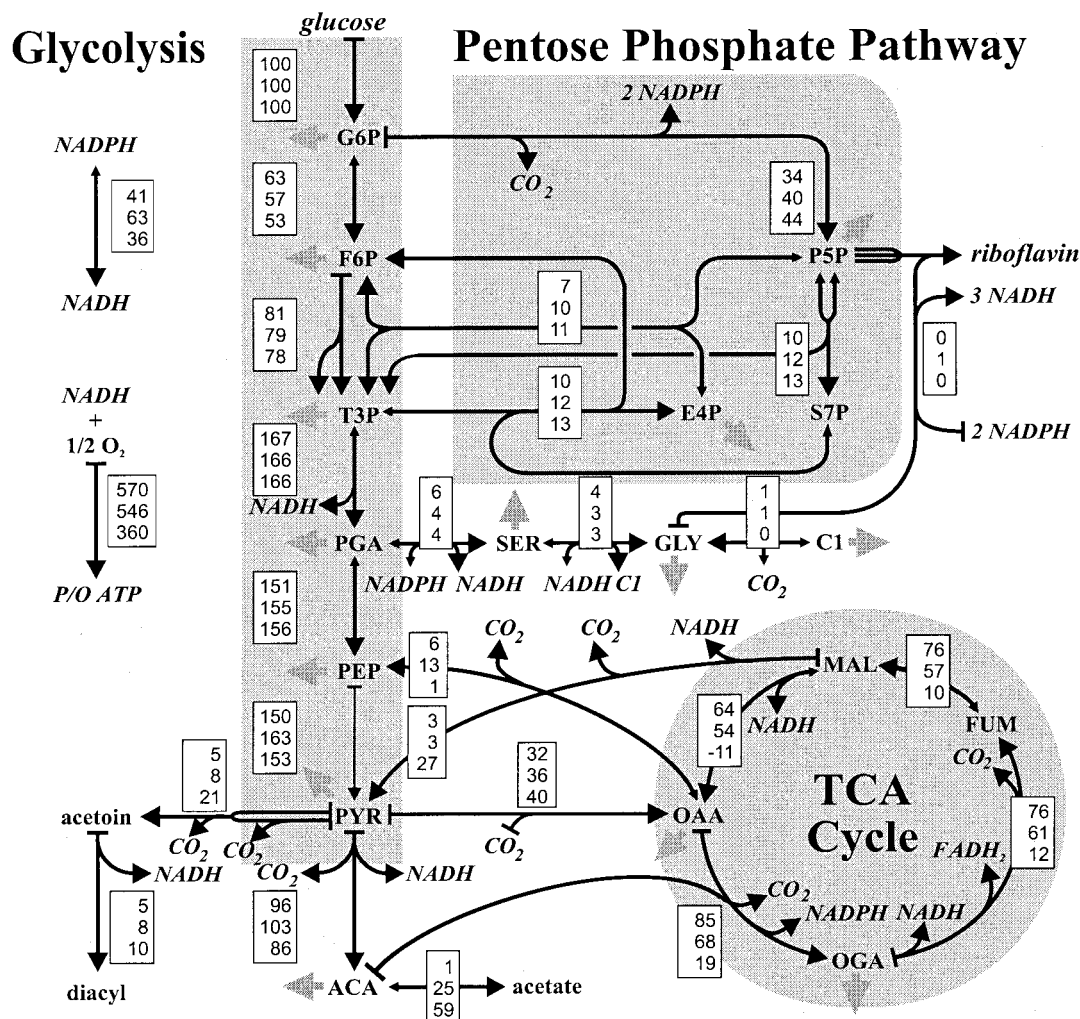 glucose
Glycolysis
Pentose Phosphate Pathway
100
100
100
2 NADPH
G6P
NADPH
CO2
41
63
36
63
57
53
34
40
44
F6P
P5P
riboflavin
NADH
3 NADH
7
10
11
81
79
78
10
12
13
0
1
0
NADH
+
1/2 O2
10
12
13
T3P
E4P
S7P
2 NADPH
167
166
166
570
546
360
NADH
6
4
4
4
3
3
1
1
0
PGA
SER
GLY
C1
P/O ATP
NADPH
NADH
NADH
C1
CO2
151
155
156
CO2
CO2
NADH
6
13
1
PEP
MAL
76
57
10
64
54
-11
NADH
FUM
150
163
153
3
3
27
CO2
5
8
21
32
36
40
TCA
Cycle
acetoin
PYR
OAA
76
61
12
CO2
CO2
CO2
FADH2
NADH
CO2
NADH
CO2
5
8
10
96
103
86
85
68
19
NADPH
NADH
OGA
diacyl
ACA
1
25
59
acetate